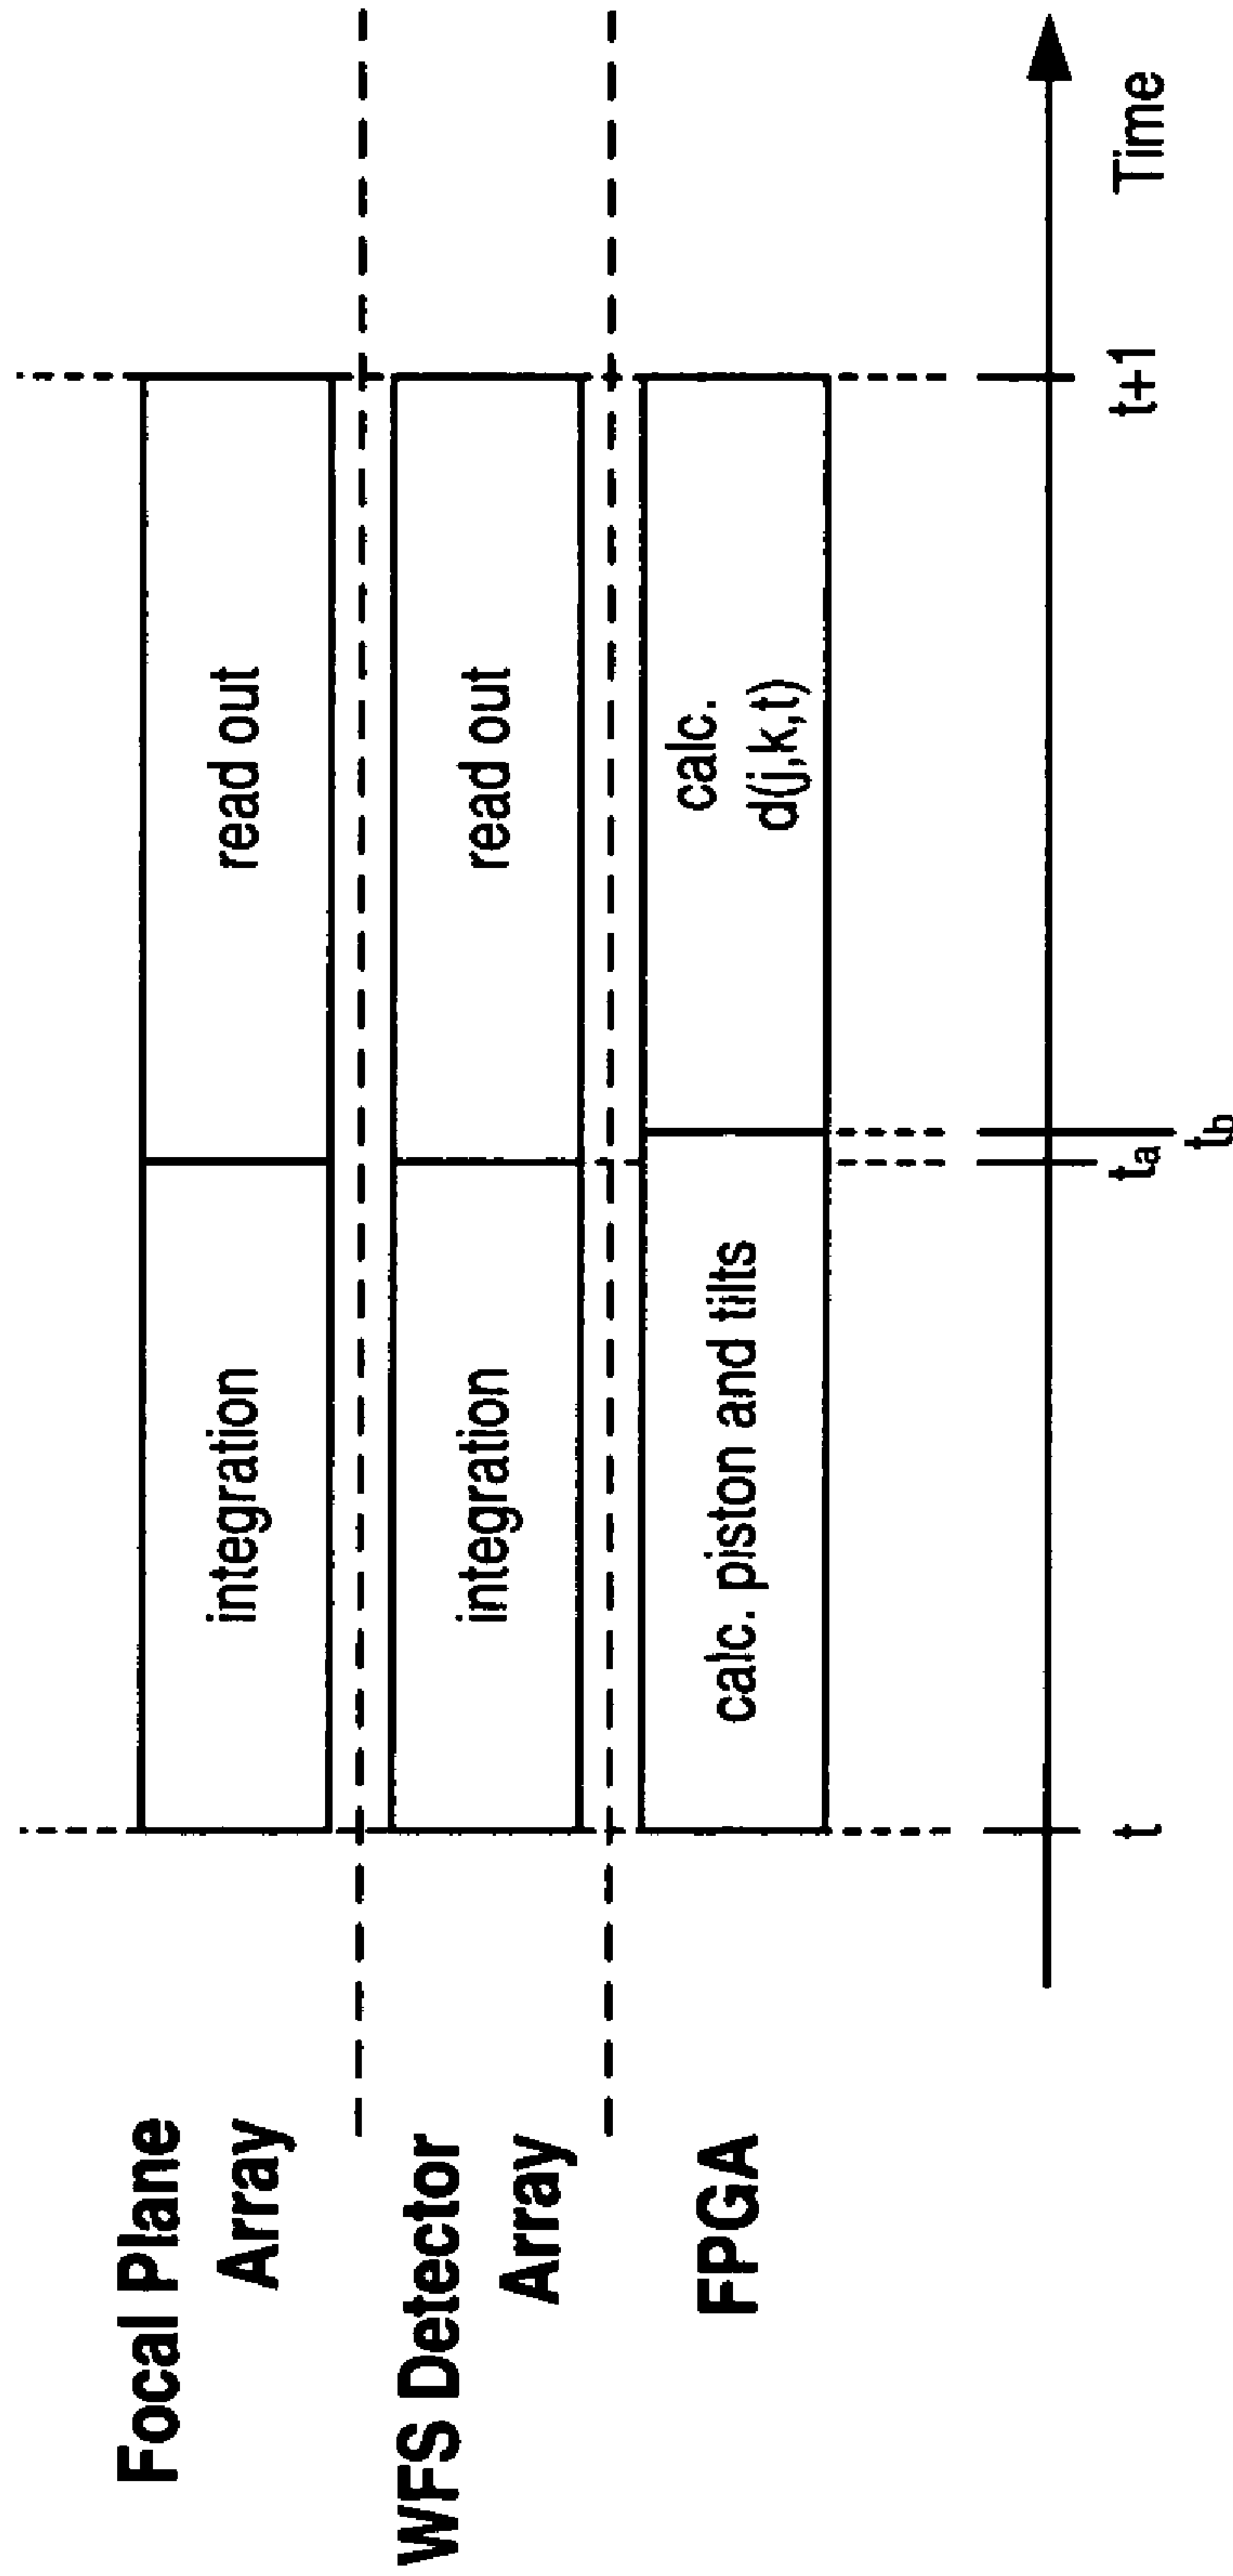 Focal Plane
Array
integration
read out
WFS Detector
Array
integration
read out
FPGA
calc. piston and tilts
calc.
d(j,k,t)
t
ta
tb
t+1
Time